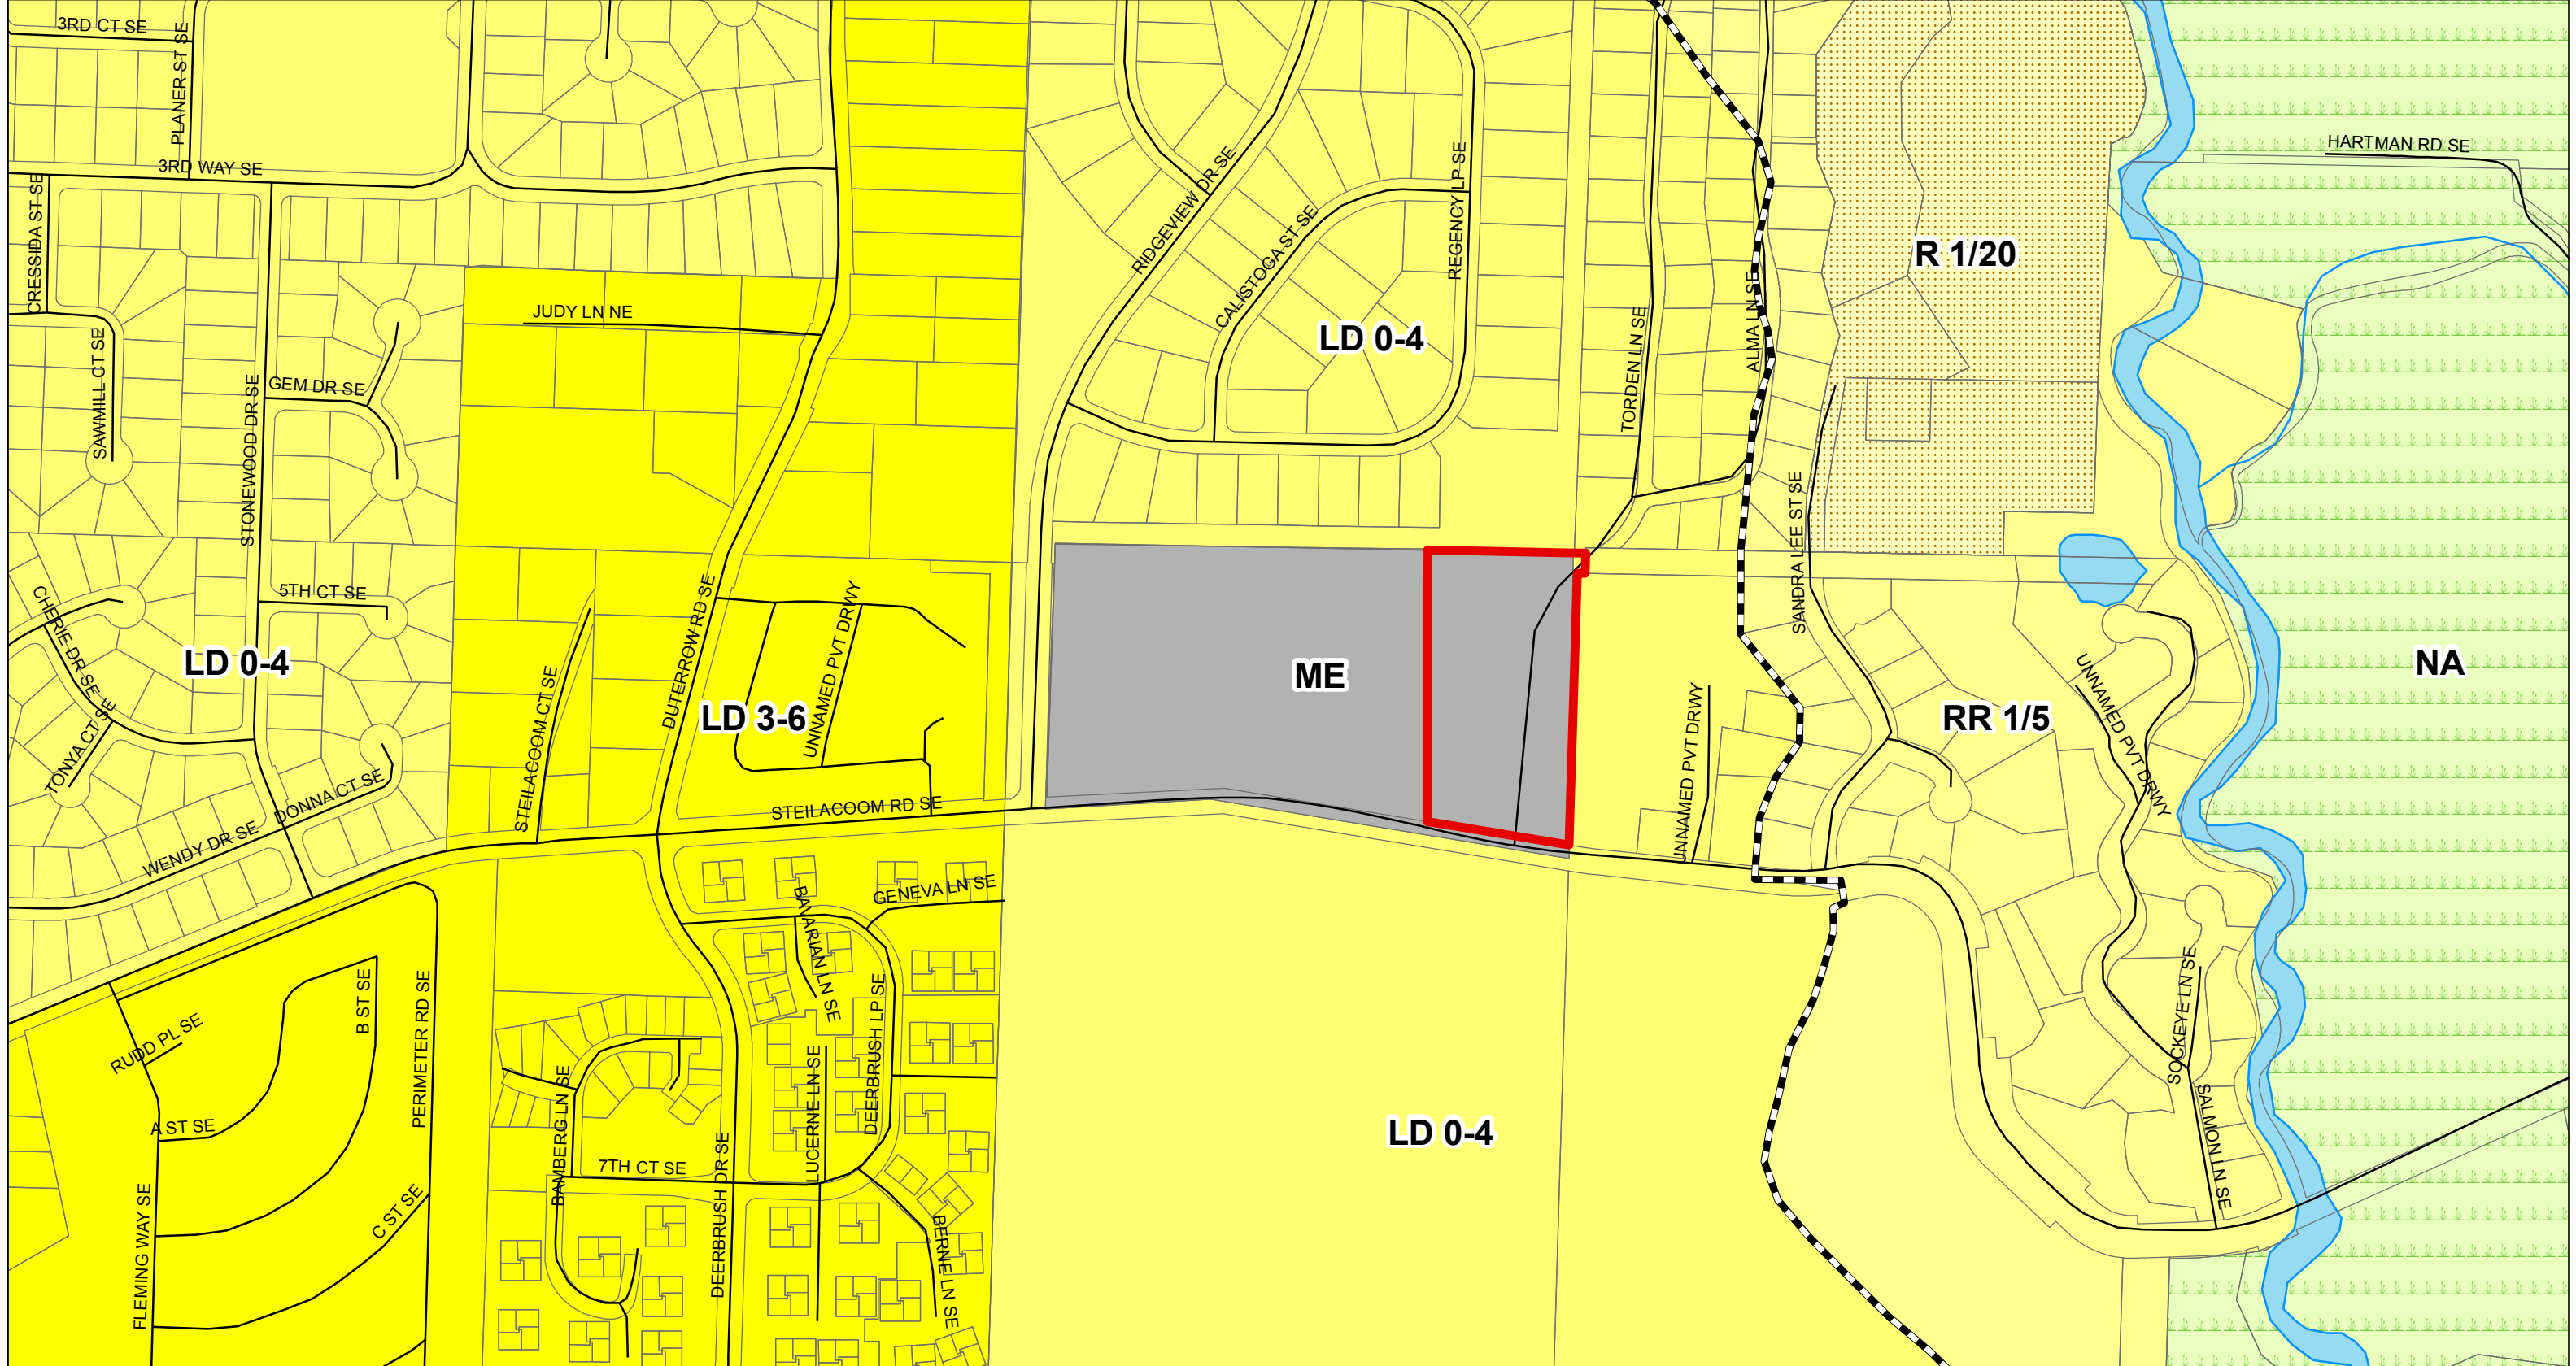 3RD CT SE
PLANER ST SE
3RD WAY SE
HARTMAN RD SE
CRESSIDA ST SE
RIDGEVIEW DR SE
CALISTOGA ST SE
REGENCY LP SE
R 1/20
JUDY LN NE
ALMA LN SE
SAWMILL CT SE
LD 0-4
TORDEN LN SE
GEM DR SE
STONEWOOD DR SE
SANDRA LEE ST SE
5TH CT SE
CHERIE DR SE
LD 0-4
DUTERROW RD SE
UNNAMED PVT DRWY
ME
NA
STEILACOOM CT SE
LD 3-6
UNNAMED PVT DRWY
RR 1/5
UNNAMED PVT DRWY
TONYA CT SE
DONNA CT SE
STEILACOOM RD SE
WENDY DR SE
GENEVA LN SE
BAVARIAN LN SE
B ST SE
PERIMETER RD SE
RUDD PL SE
DEERBRUSH LP SE
SOCKEYE LN SE
A ST SE
BAMBERG LN SE
LUCERNE LN SE
LD 0-4
SALMON LN SE
7TH CT SE
DEERBRUSH DR SE
C ST SE
FLEMING WAY SE
BERNE LN SE